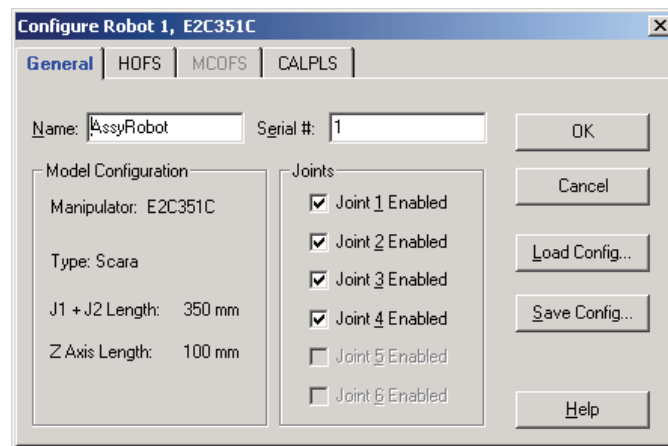 Configure Robot 1, E2C351C
General HOFS MCOFS CALPLS
Name: AssyRobot Serial #: 1
OK
Cancel
Load Config...
Save Config...
Help
Model Configuration
Manipulator: E2C351C
Type: Scara
J1 + J2 Length: 350 mm
Z Axis Length: 100 mm
Joints
Joint 1 Enabled
Joint 2 Enabled
Joint 3 Enabled
Joint 4 Enabled
Joint 5 Enabled
Joint 6 Enabled